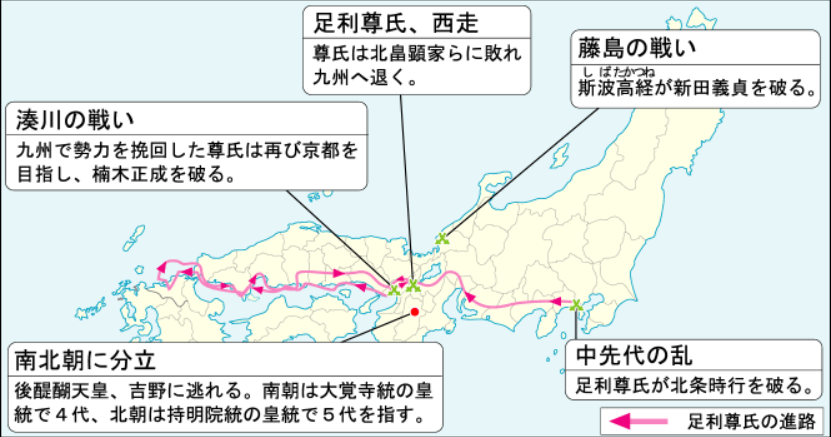 足利尊氏、西走
尊氏は北畠顕家らに敗れ
九州へ退く。
藤島の戦い
しばたかつね
斯波高経が新田義貞を破る。
湊川の戦い
九州で勢力を挽回した尊氏は再び京都を
目指し、楠木正成を破る。
南北朝に分立
後醍醐天皇、吉野に逃れる。南朝は大覚寺統の皇
統で４代、北朝は持明院統の皇統で５代を指す。
中先代の乱
足利尊氏が北条時行を破る。
足利尊氏の進路